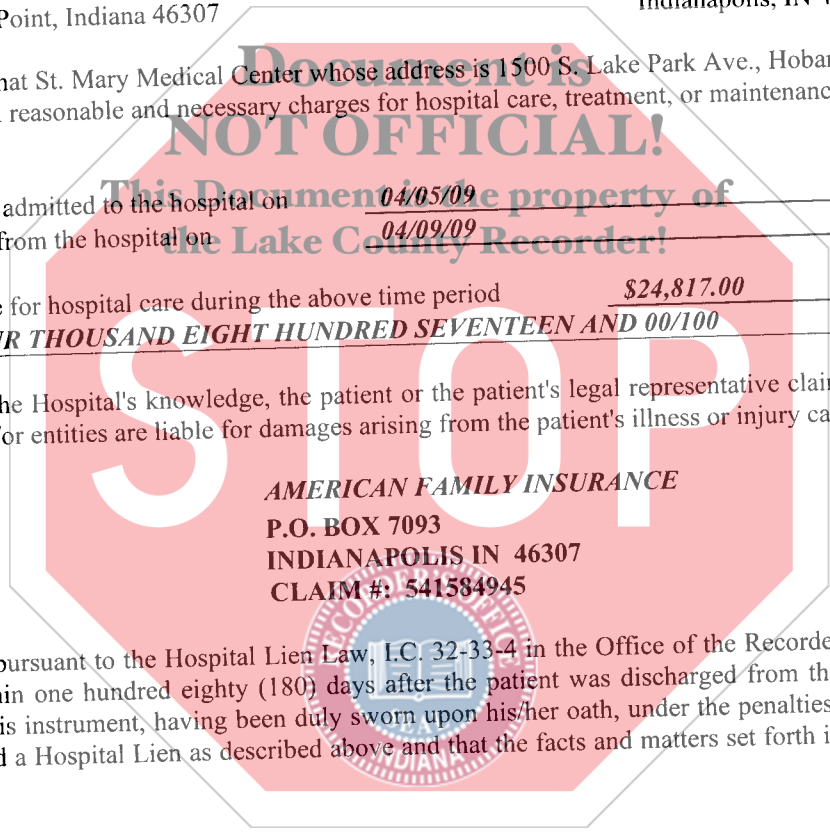 Point, Indiana 46307
Indianapolis, IN
hat St. Mary Medical Center whose address is 1500 S. Lake Park Ave., Hobar
reasonable and necessary charges for hospital care, treatment, or maintenanc
Document is
NOT OFFICIAL!
This Document is the property of
the Lake County Recorder!
admitted to the hospital on 04/05/09
from the hospital on 04/09/09
e for hospital care during the above time period $24,817.00
UR THOUSAND EIGHT HUNDRED SEVENTEEN AND 00/100
STOP
he Hospital's knowledge, the patient or the patient's legal representative clai
/or entities are liable for damages arising from the patient's illness or injury ca
AMERICAN FAMILY INSURANCE
P.O. BOX 7093
INDIANAPOLIS IN 46307
CLAIM #: 541584945
RECORDER'S OFFICE
INDIANA
pursuant to the Hospital Lien Law, I.C. 32-33-4 in the Office of the Recorde
in one hundred eighty (180) days after the patient was discharged from th
is instrument, having been duly sworn upon his/her oath, under the penalties
d a Hospital Lien as described above and that the facts and matters set forth i